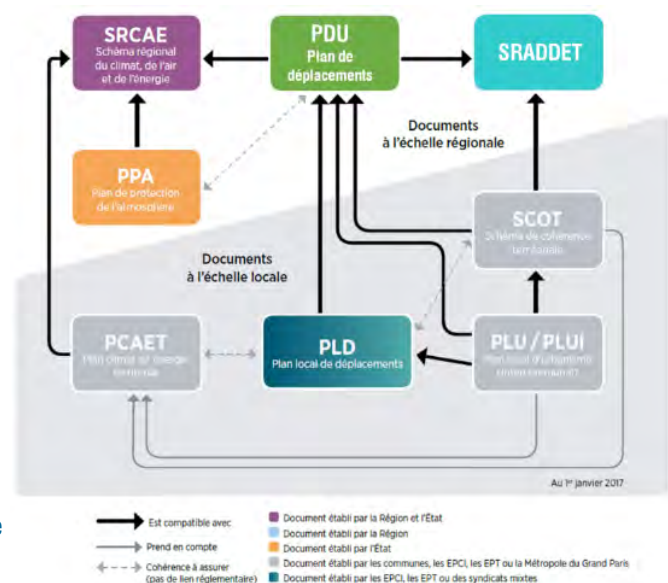 SRCAE
Schéma régional
du climat, de l'air
et de l'énergie
PDU
Plan de
déplacements
SRADDET
Documents
à l'échelle régionale
PPA
Plan de protection
de l'atmosphère
SCOT
Schéma de cohérence
territoriale
Documents
à l'échelle locale
PCAET
Plan climat air énergie
territorial
PLD
Plan local de déplacements
PLU / PLUI
Plan local d'urbanisme
(intercommunal)
Au 1er janvier 2017
e
Est compatible avec
Prend en compte
Cohérence à assurer
(pas de lien réglementaire)
Document établi par la Région et l'État
Document établi par la Région
Document établi par l'État
Document établi par les communes, les EPCI, les EPT ou la Métropole du Grand Paris
Document établi par les EPCI, les EPT ou des syndicats mixtes